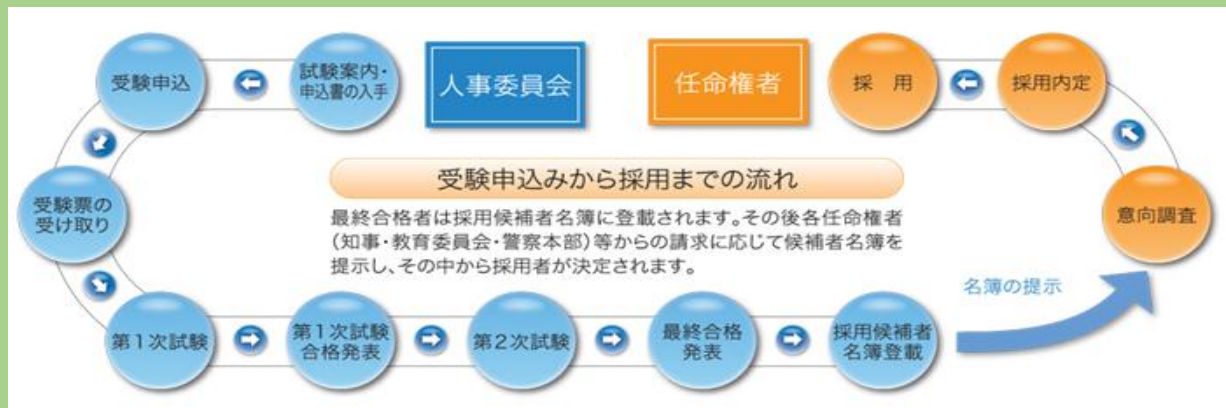 受験申込
試験案内・
申込書の入手
人事委員会
任命権者
採　用
採用内定
受験票の
受け取り
受験申込みから採用までの流れ
最終合格者は採用候補者名簿に登載されます。その後各任命権者
(知事・教育委員会・警察本部)等からの請求に応じて候補者名簿を
提示し、その中から採用者が決定されます。
意向調査
名簿の提示
第1次試験
第1次試験
合格発表
第2次試験
最終合格
発表
採用候補者
名簿登載